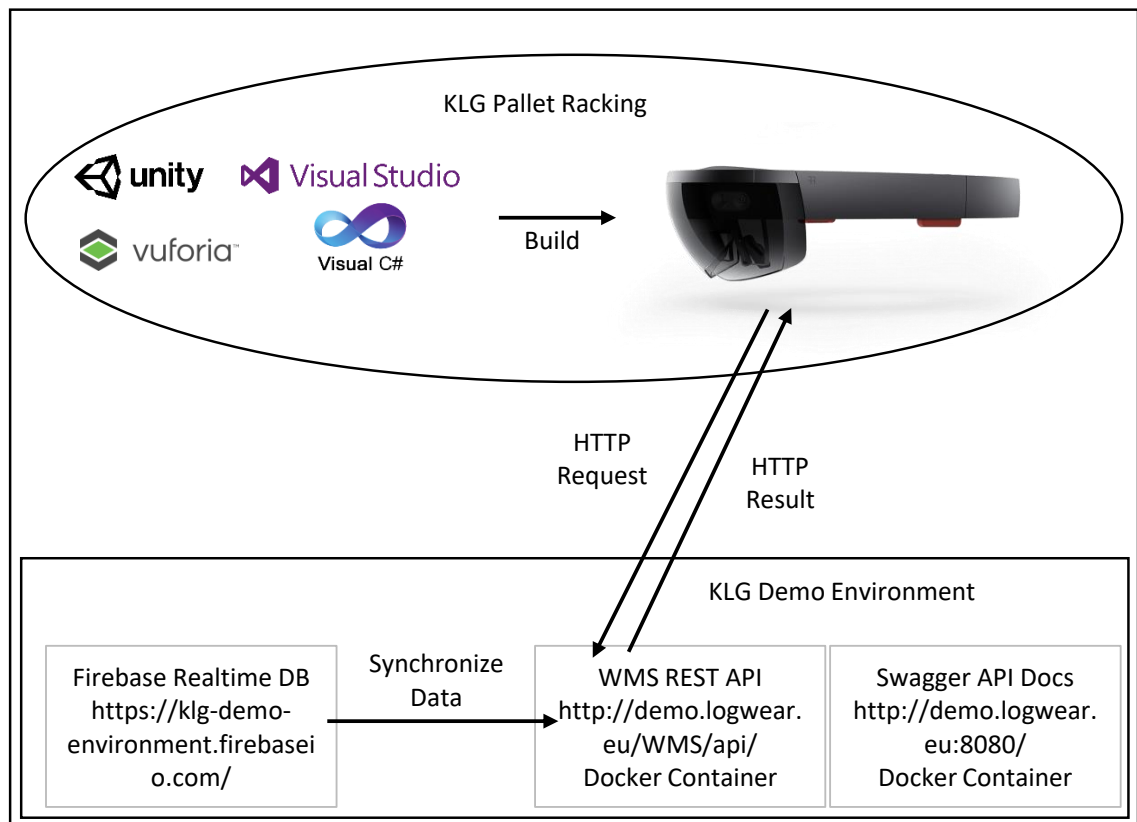 KLG Pallet Racking
unity
Visual Studio
vuforia™
Visual C#
Build
HTTP
Request
HTTP
Result
KLG Demo Environment
Firebase Realtime DB
https://klg-demo-
environment.firebasei
o.com/
Synchronize
Data
WMS REST API
http://demo.logwear.
eu/WMS/api/
Docker Container
Swagger API Docs
http://demo.logwear.
eu:8080/
Docker Container